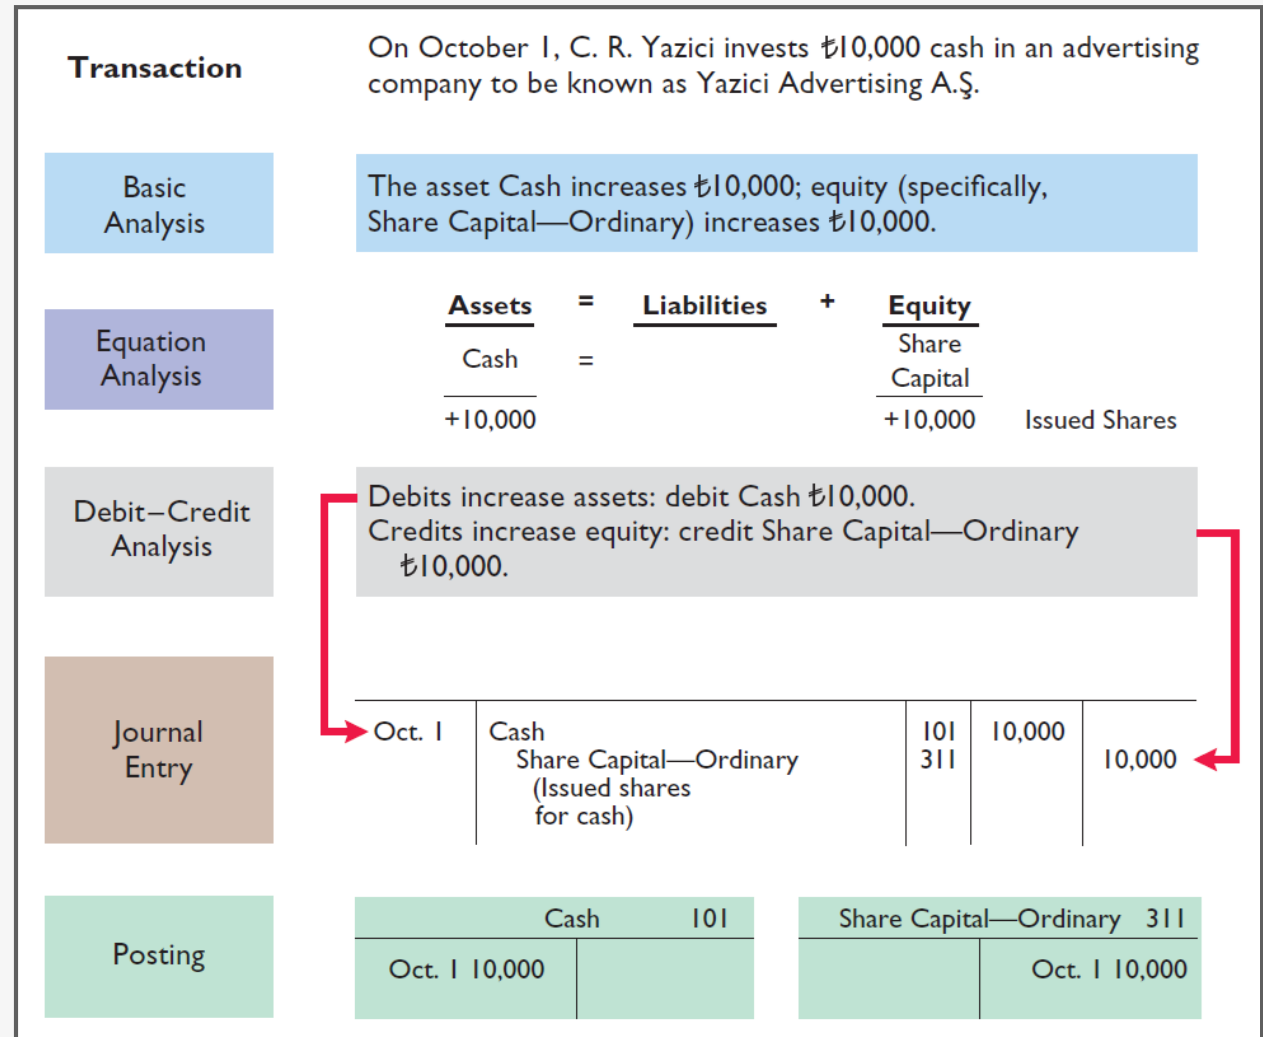 Transaction
On October 1, C. R. Yazici invests ₺10,000 cash in an advertising
company to be known as Yazici Advertising A.Ş.
Basic
Analysis
The asset Cash increases ₺10,000; equity (specifically,
Share Capital—Ordinary) increases ₺10,000.
Equation
Analysis
Assets = Liabilities + Equity
Cash = Share
Capital
+10,000 +10,000 Issued Shares
Debit–Credit
Analysis
Debits increase assets: debit Cash ₺10,000.
Credits increase equity: credit Share Capital—Ordinary
₺10,000.
Journal
Entry
Oct. 1 Cash 101 10,000
Share Capital—Ordinary 311 10,000
(Issued shares
for cash)
Posting
Cash 101
Oct. 1 10,000
Share Capital—Ordinary 311
Oct. 1 10,000